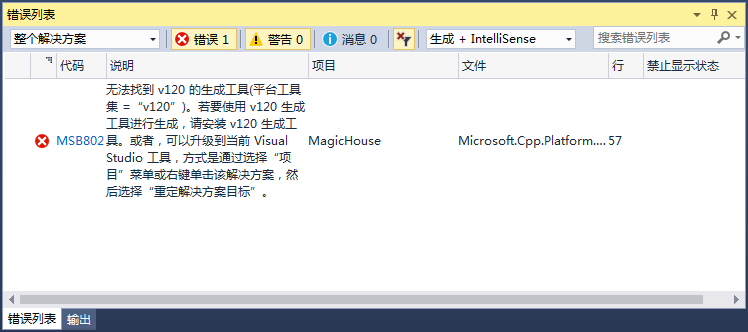 错误列表
整个解决方案
错误 1
警告 0
消息 0
生成 + IntelliSense
搜索错误列表
代码
说明
项目
文件
行
禁止显示状态
MSB802
无法找到 v120 的生成工具(平台工具
集 =“v120”)。若要使用 v120 生成
工具进行生成，请安装 v120 生成工
具。或者，可以升级到当前 Visual
Studio 工具，方式是通过选择“项
目”菜单或右键单击该解决方案，然
后选择“重定解决方案目标”。
MagicHouse
Microsoft.Cpp.Platform....
57
错误列表
输出